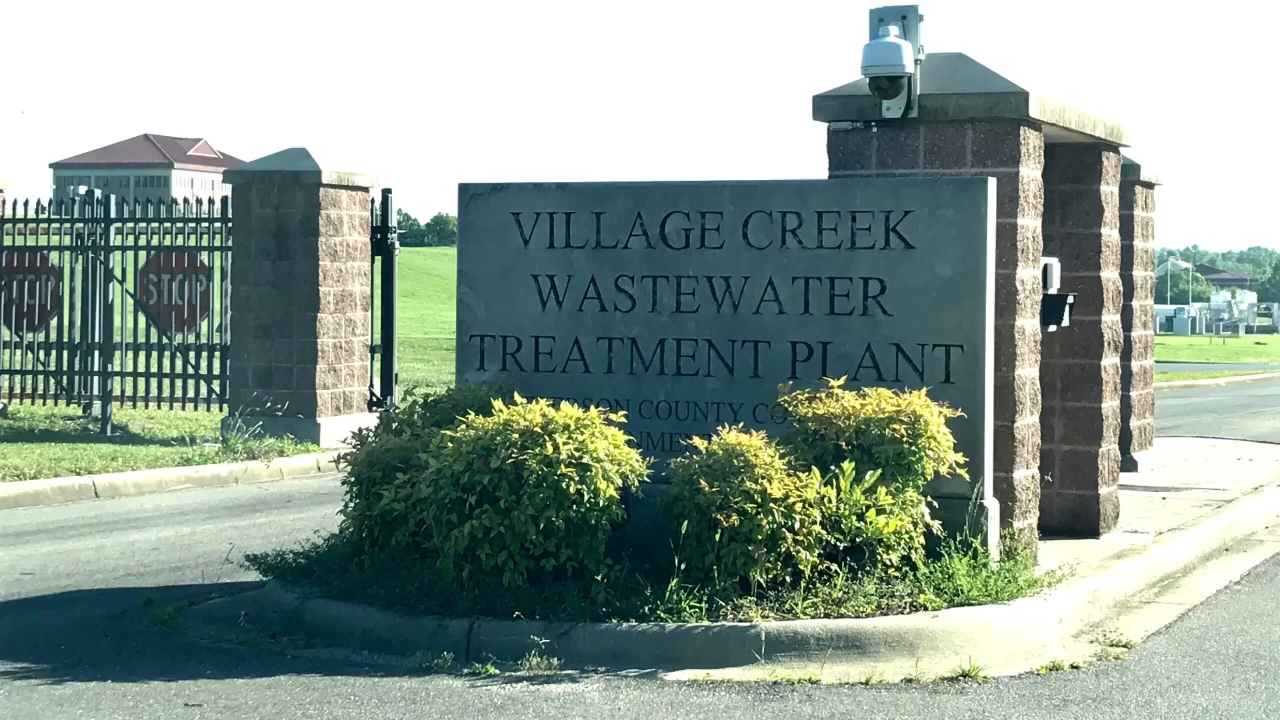 VILLAGE CREEK
WASTEWATER
TREATMENT PLANT
COUNTY
STOP
STOP